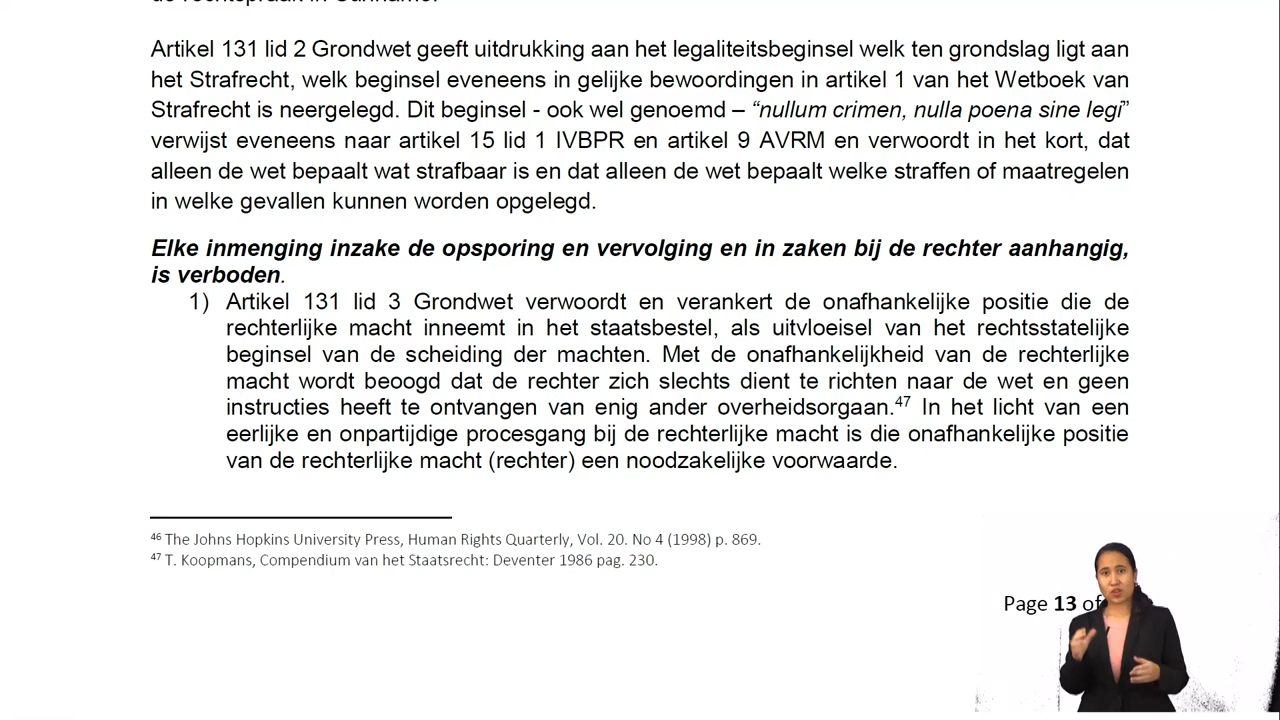 Artikel 131 lid 2 Grondwet geeft uitdrukking aan het legaliteitsbeginsel welk ten grondslag ligt aan
het Strafrecht, welk beginsel eveneens in gelijke bewoordingen in artikel 1 van het Wetboek van
Strafrecht is neergelegd. Dit beginsel - ook wel genoemd – “nullum crimen, nulla poena sine legi”
verwijst eveneens naar artikel 15 lid 1 IVBPR en artikel 9 AVRM en verwoordt in het kort, dat
alleen de wet bepaalt wat strafbaar is en dat alleen de wet bepaalt welke straffen of maatregelen
in welke gevallen kunnen worden opgelegd.
Elke inmenging inzake de opsporing en vervolging en in zaken bij de rechter aanhangig,
is verboden.
1) Artikel 131 lid 3 Grondwet verwoordt en verankert de onafhankelijke positie die de
rechterlijke macht inneemt in het staatsbestel, als uitvloeisel van het rechtsstatelijke
beginsel van de scheiding der machten. Met de onafhankelijkheid van de rechterlijke
macht wordt beoogd dat de rechter zich slechts dient te richten naar de wet en geen
instructies heeft te ontvangen van enig ander overheidsorgaan.47 In het licht van een
eerlijke en onpartijdige procesgang bij de rechterlijke macht is die onafhankelijke positie
van de rechterlijke macht (rechter) een noodzakelijke voorwaarde.
46 The Johns Hopkins University Press, Human Rights Quarterly, Vol. 20. No 4 (1998) p. 869.
47 T. Koopmans, Compendium van het Staatsrecht: Deventer 1986 pag. 230.
Page 13 of